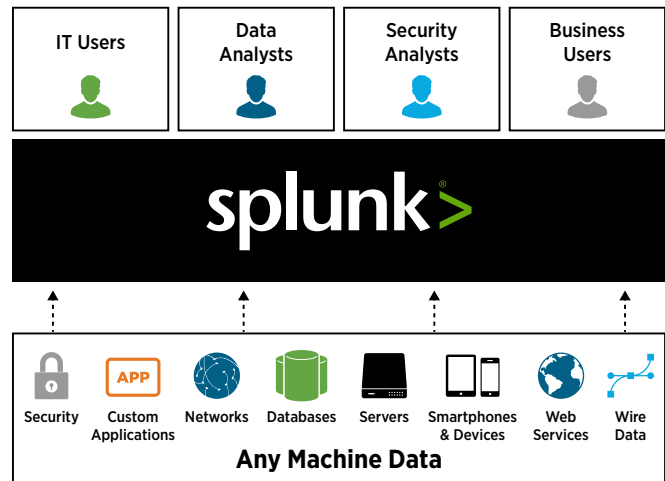 IT Users
Data
Analysts
Security
Analysts
Business
Users
splunk>®
Security
Custom
Applications
APP
Networks
Databases
Servers
Smartphones
& Devices
Web
Services
Wire
Data
Any Machine Data